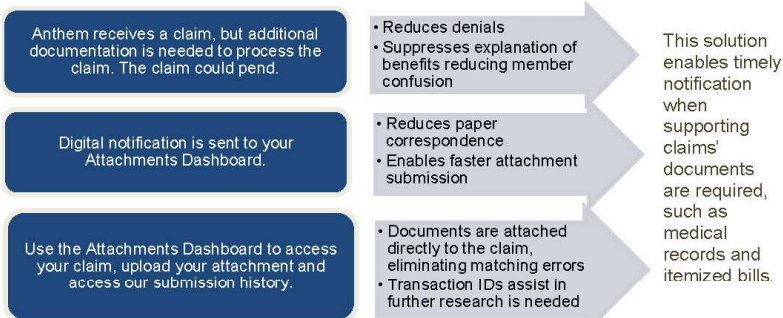 Anthem receives a claim, but additional
documentation is needed to process the
claim. The claim could pend.
• Reduces denials
• Suppresses explanation of
benefits reducing member
confusion
Digital notification is sent to your
Attachments Dashboard.
• Reduces paper
correspondence
• Enables faster attachment
submission
Use the Attachments Dashboard to access
your claim, upload your attachment and
access our submission history.
• Documents are attached
directly to the claim,
eliminating matching errors
• Transaction IDs assist in
further research is needed
This solution
enables timely
notification
when
supporting
claims'
documents
are required,
such as
medical
records and
itemized bills.